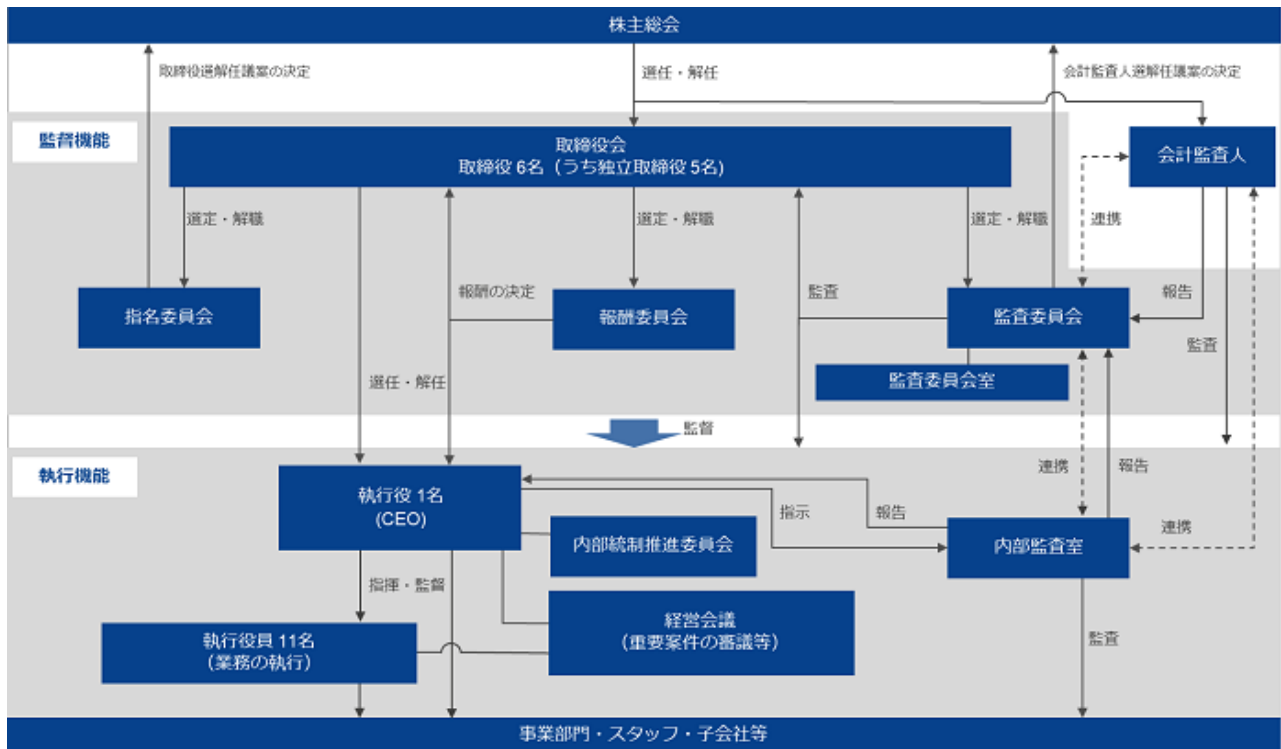 株主総会
取締役選解任議案の決定
選任・解任
会計監査人選解任議案の決定
監督機能
取締役会
取締役 6名（うち独立取締役 5名)
会計監査人
選定・解職
選定・解職
選定・解職
連携
指名委員会
報酬の決定
報酬委員会
監査
監査委員会
報告
監査
選任・解任
監査委員会室
監督
執行機能
連携
報告
執行役 1名
(CEO)
指示
報告
内部統制推進委員会
内部監査室
連携
指揮・監督
経営会議
（重要案件の審議等）
執行役員 11名
（業務の執行）
監査
事業部門・スタッフ・子会社等